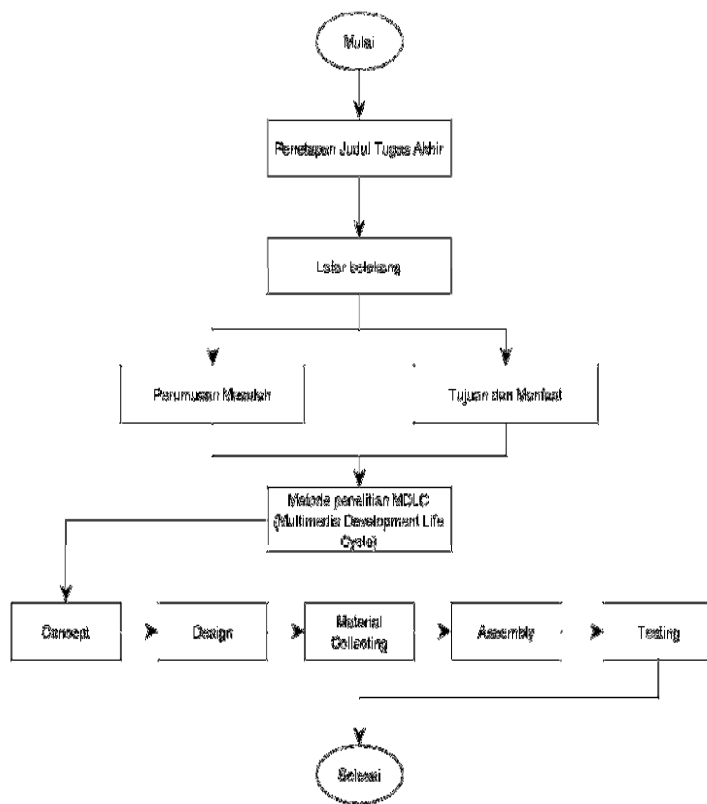 Mulai
Penetapan Judul Tugas Akhir
Latar belakang
Perumusan Masalah
Tujuan dan Manfaat
Metode penelitian MDLC
(Multimedia Development Life
Cycle)
Concept
Design
Material
Collecting
Assembly
Testing
Selesai